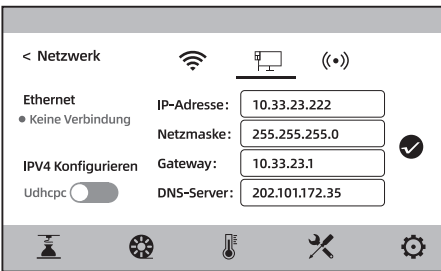 < Netzwerk
Ethernet
Keine Verbindung
IPV4 Konfigurieren
Udhcpc
IP-Adresse: 10.33.23.222
Netzmaske: 255.255.255.0
Gateway: 10.33.23.1
DNS-Server: 202.101.172.35